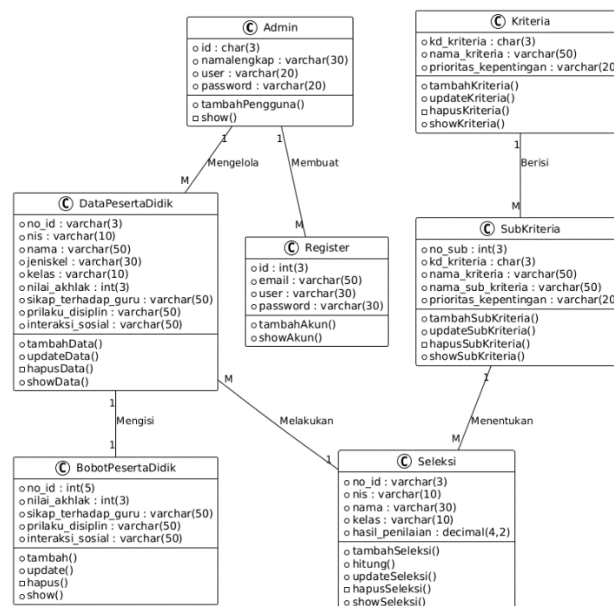 C Admin
id : char(3)
namalengkap : varchar(30)
user : varchar(20)
password : varchar(20)
tambahPengguna()
show()
C Kriteria
kd_kriteria : char(3)
nama_kriteria : varchar(50)
prioritas_kepentingan : varchar(20
tambahKriteria()
updateKriteria()
hapusKriteria()
showKriteria()
1
1
1
Mengelola
Membuat
Berisi
M
M
M
C DataPesertaDidik
no_id : varchar(3)
nis : varchar(10)
nama : varchar(50)
jeniskel : varchar(30)
kelas : varchar(10)
nilai_akhlak : int(3)
sikap_terhadap_guru : varchar(50)
prilaku_disiplin : varchar(50)
interaksi_sosial : varchar(50)
tambahData()
updateData()
hapusData()
showData()
C Register
id : int(3)
email : varchar(50)
user : varchar(30)
password : varchar(30)
tambahAkun()
showAkun()
C SubKriteria
no_sub : int(3)
kd_kriteria : char(3)
nama_kriteria : varchar(50)
nama_sub_kriteria : varchar(50)
prioritas_kepentingan : varchar(20
tambahSubKriteria()
updateSubKriteria()
hapusSubKriteria()
showSubKriteria()
1
M
1
Mengisi
Melakukan
Menentukan
1
1
M
C BobotPesertaDidik
no_id : int(5)
nilai_akhlak : int(3)
sikap_terhadap_guru : varchar(50)
prilaku_disiplin : varchar(50)
interaksi_sosial : varchar(50)
tambah()
update()
hapus()
show()
C Seleksi
no_id : varchar(3)
nis : varchar(10)
nama : varchar(30)
kelas : varchar(10)
hasil_penilaian : decimal(4,2)
tambahSeleksi()
hitung()
updateSeleksi()
hapusSeleksi()
showSeleksi()